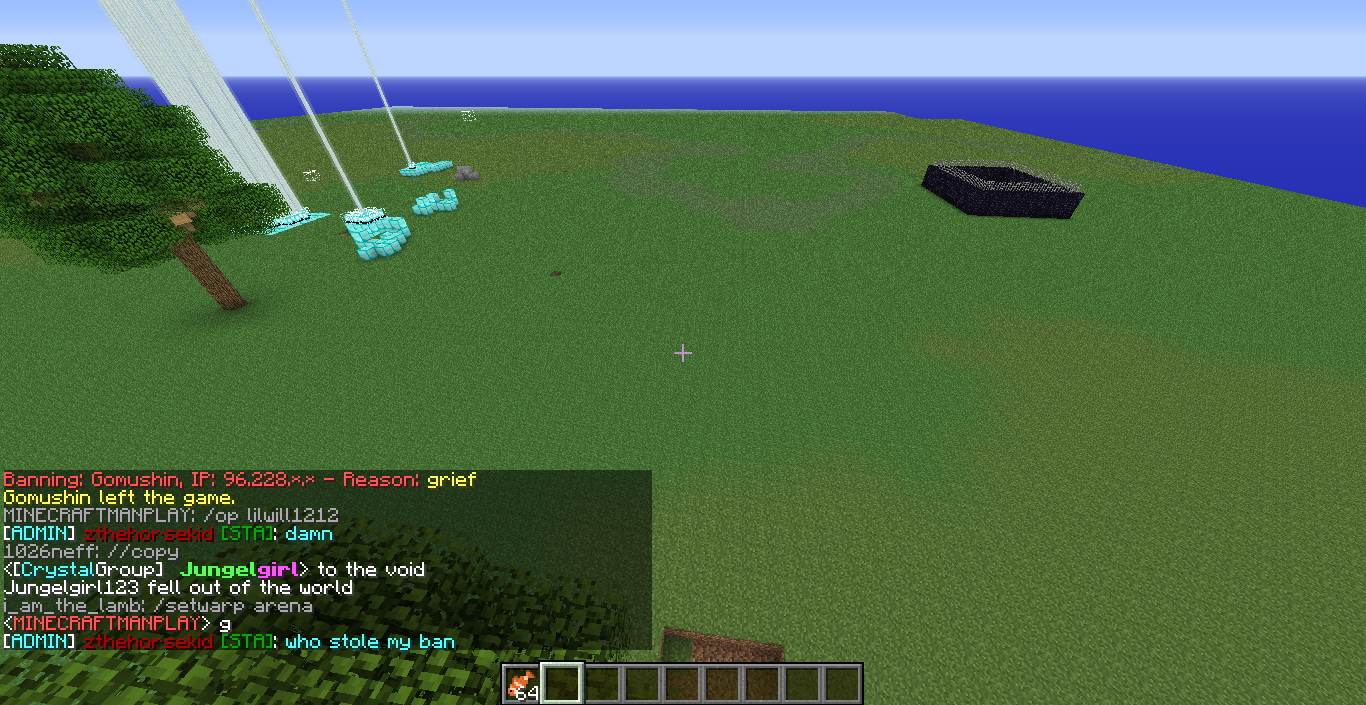 Banning: Gomushin, IP: 96.228.×.× - Reason: grief
Gomushin left the game.
MINECRAFTMANPLAY: /op lilwill1212
[ADMIN] zthehorsekid [STA]: damn
1026neff: //copy
<[CrystalGroup] Jungelgirl> to the void
Jungelgirl123 fell out of the world
i_am_the_lamb: /setwarp arena
<MINECRAFTMANPLAY> g
[ADMIN] zthehorsekid [STA]: who stole my ban
64